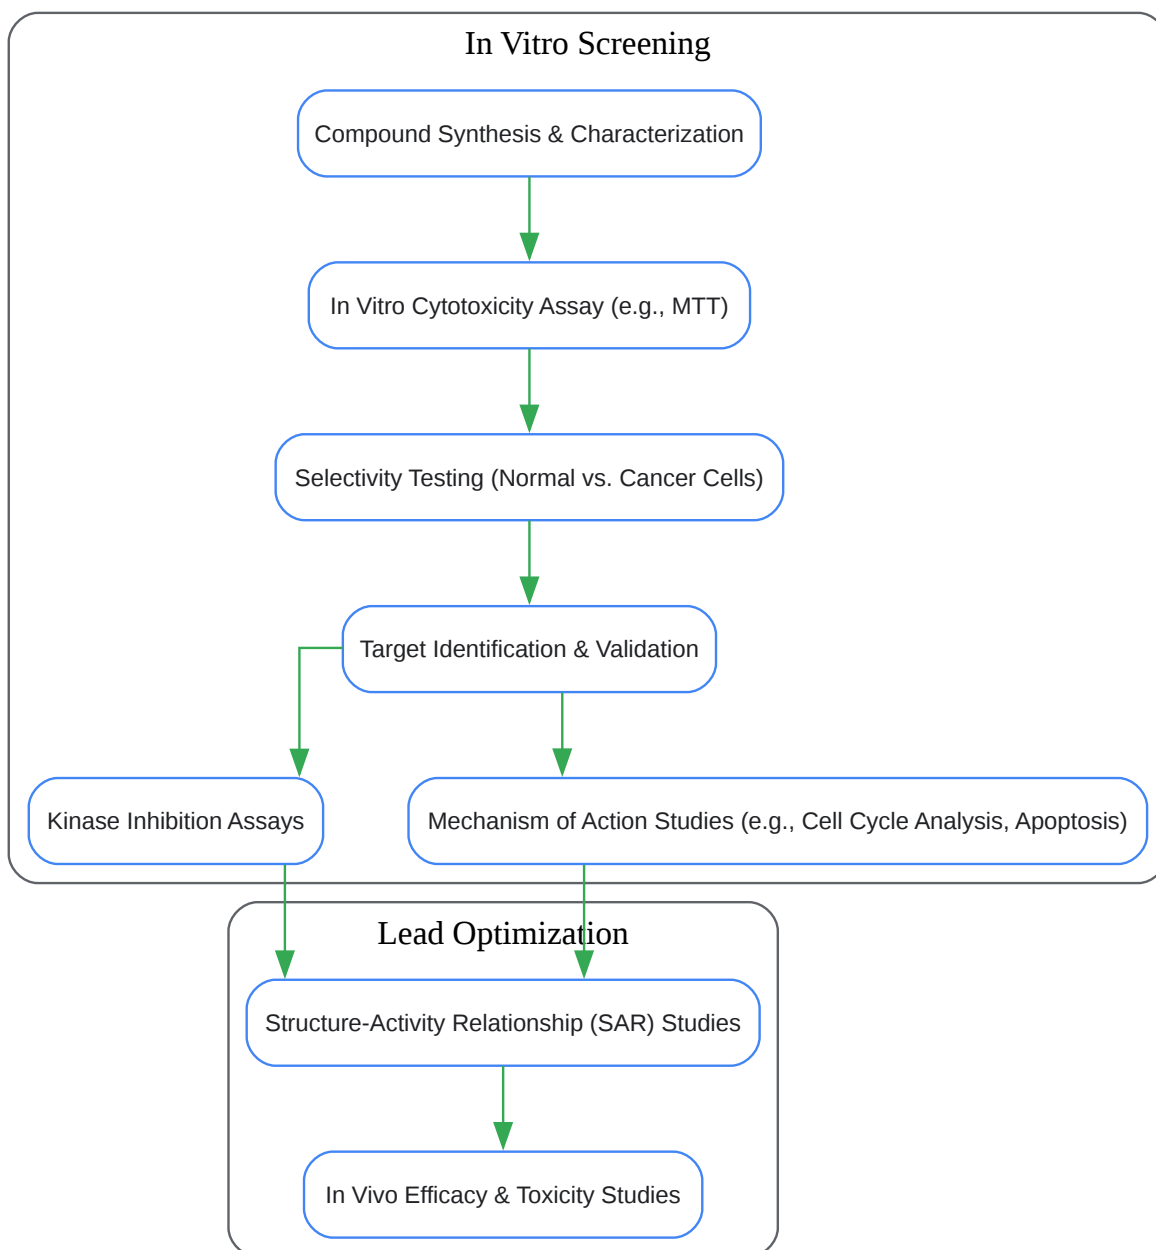 In Vitro Screening
Compound Synthesis & Characterization
In Vitro Cytotoxicity Assay (e.g., MTT)
Selectivity Testing (Normal vs. Cancer Cells)
Target Identification & Validation
Kinase Inhibition Assays
Mechanism of Action Studies (e.g., Cell Cycle Analysis, Apoptosis)
Lead Optimization
Structure-Activity Relationship (SAR) Studies
In Vivo Efficacy & Toxicity Studies